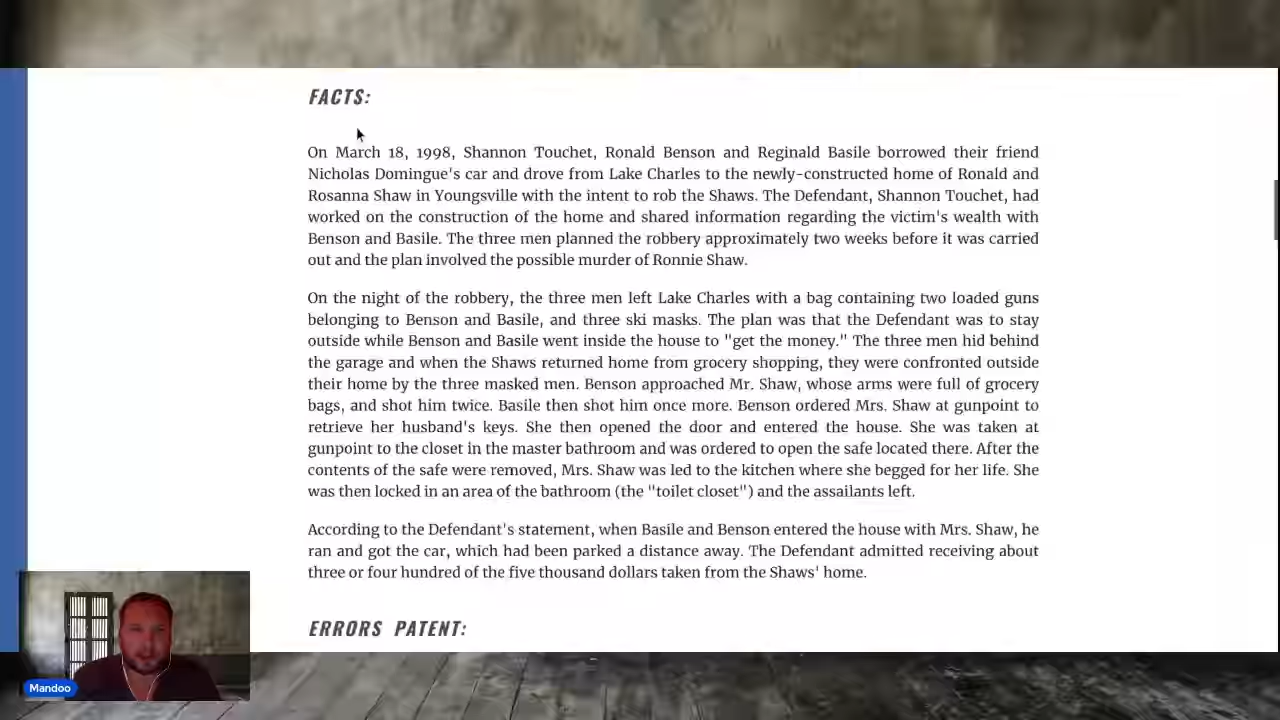 FACTS:
On March 18, 1998, Shannon Touchet, Ronald Benson and Reginald Basile borrowed their friend
Nicholas Domingue's car and drove from Lake Charles to the newly-constructed home of Ronald and
Rosanna Shaw in Youngsville with the intent to rob the Shaws. The Defendant, Shannon Touchet, had
worked on the construction of the home and shared information regarding the victim's wealth with
Benson and Basile. The three men planned the robbery approximately two weeks before it was carried
out and the plan involved the possible murder of Ronnie Shaw.
On the night of the robbery, the three men left Lake Charles with a bag containing two loaded guns
belonging to Benson and Basile, and three ski masks. The plan was that the Defendant was to stay
outside while Benson and Basile went inside the house to "get the money." The three men hid behind
the garage and when the Shaws returned home from grocery shopping, they were confronted outside
their home by the three masked men. Benson approached Mr. Shaw, whose arms were full of grocery
bags, and shot him twice. Basile then shot him once more. Benson ordered Mrs. Shaw at gunpoint to
retrieve her husband's keys. She then opened the door and entered the house. She was taken at
gunpoint to the closet in the master bathroom and was ordered to open the safe located there. After the
contents of the safe were removed, Mrs. Shaw was led to the kitchen where she begged for her life. She
was then locked in an area of the bathroom (the "toilet closet") and the assailants left.
According to the Defendant's statement, when Basile and Benson entered the house with Mrs. Shaw, he
ran and got the car, which had been parked a distance away. The Defendant admitted receiving about
three or four hundred of the five thousand dollars taken from the Shaws' home.
ERRORS PATENT:
Mandoo